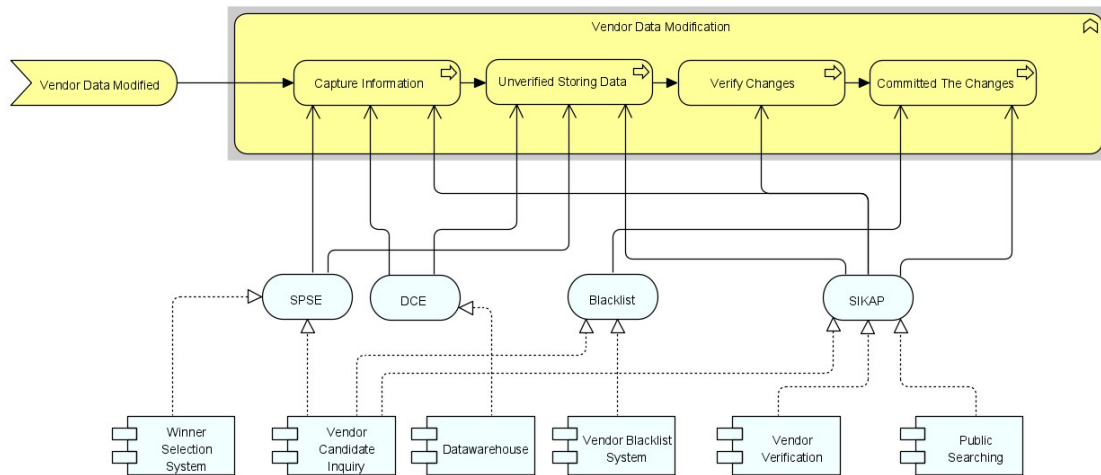 Vendor Data Modification
Vendor Data Modified
Capture Information
Unverified Storing Data
Verify Changes
Committed The Changes
SPSE
DCE
Blacklist
SIKAP
Winner
Selection
System
Vendor
Candidate
Inquiry
Datawarehouse
Vendor Blacklist
System
Vendor
Verification
Public
Searching